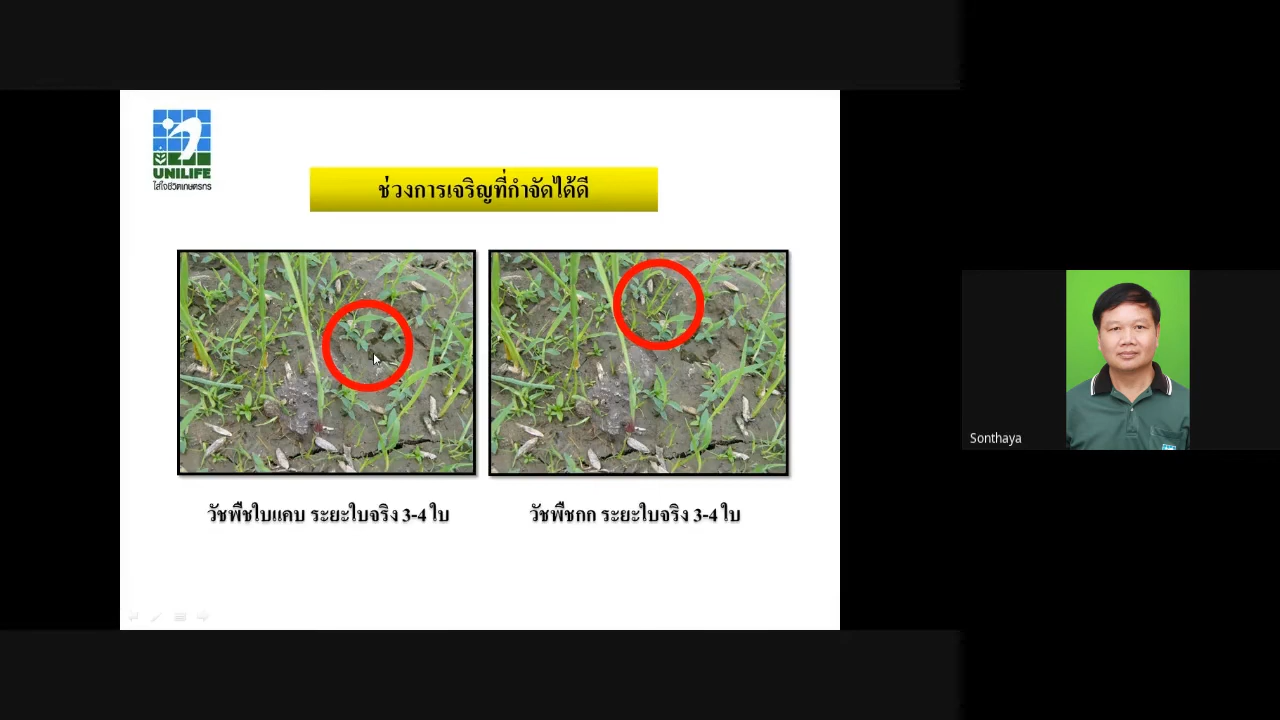 UNILIFE
ใส่ใจชีวิตเกษตรกร
ช่วงการเจริญที่กำจัดได้ดี
วัชพืชใบแคบ ระยะใบจริง 3-4 ใบ
วัชพืชกก ระยะใบจริง 3-4 ใบ
Sonthaya